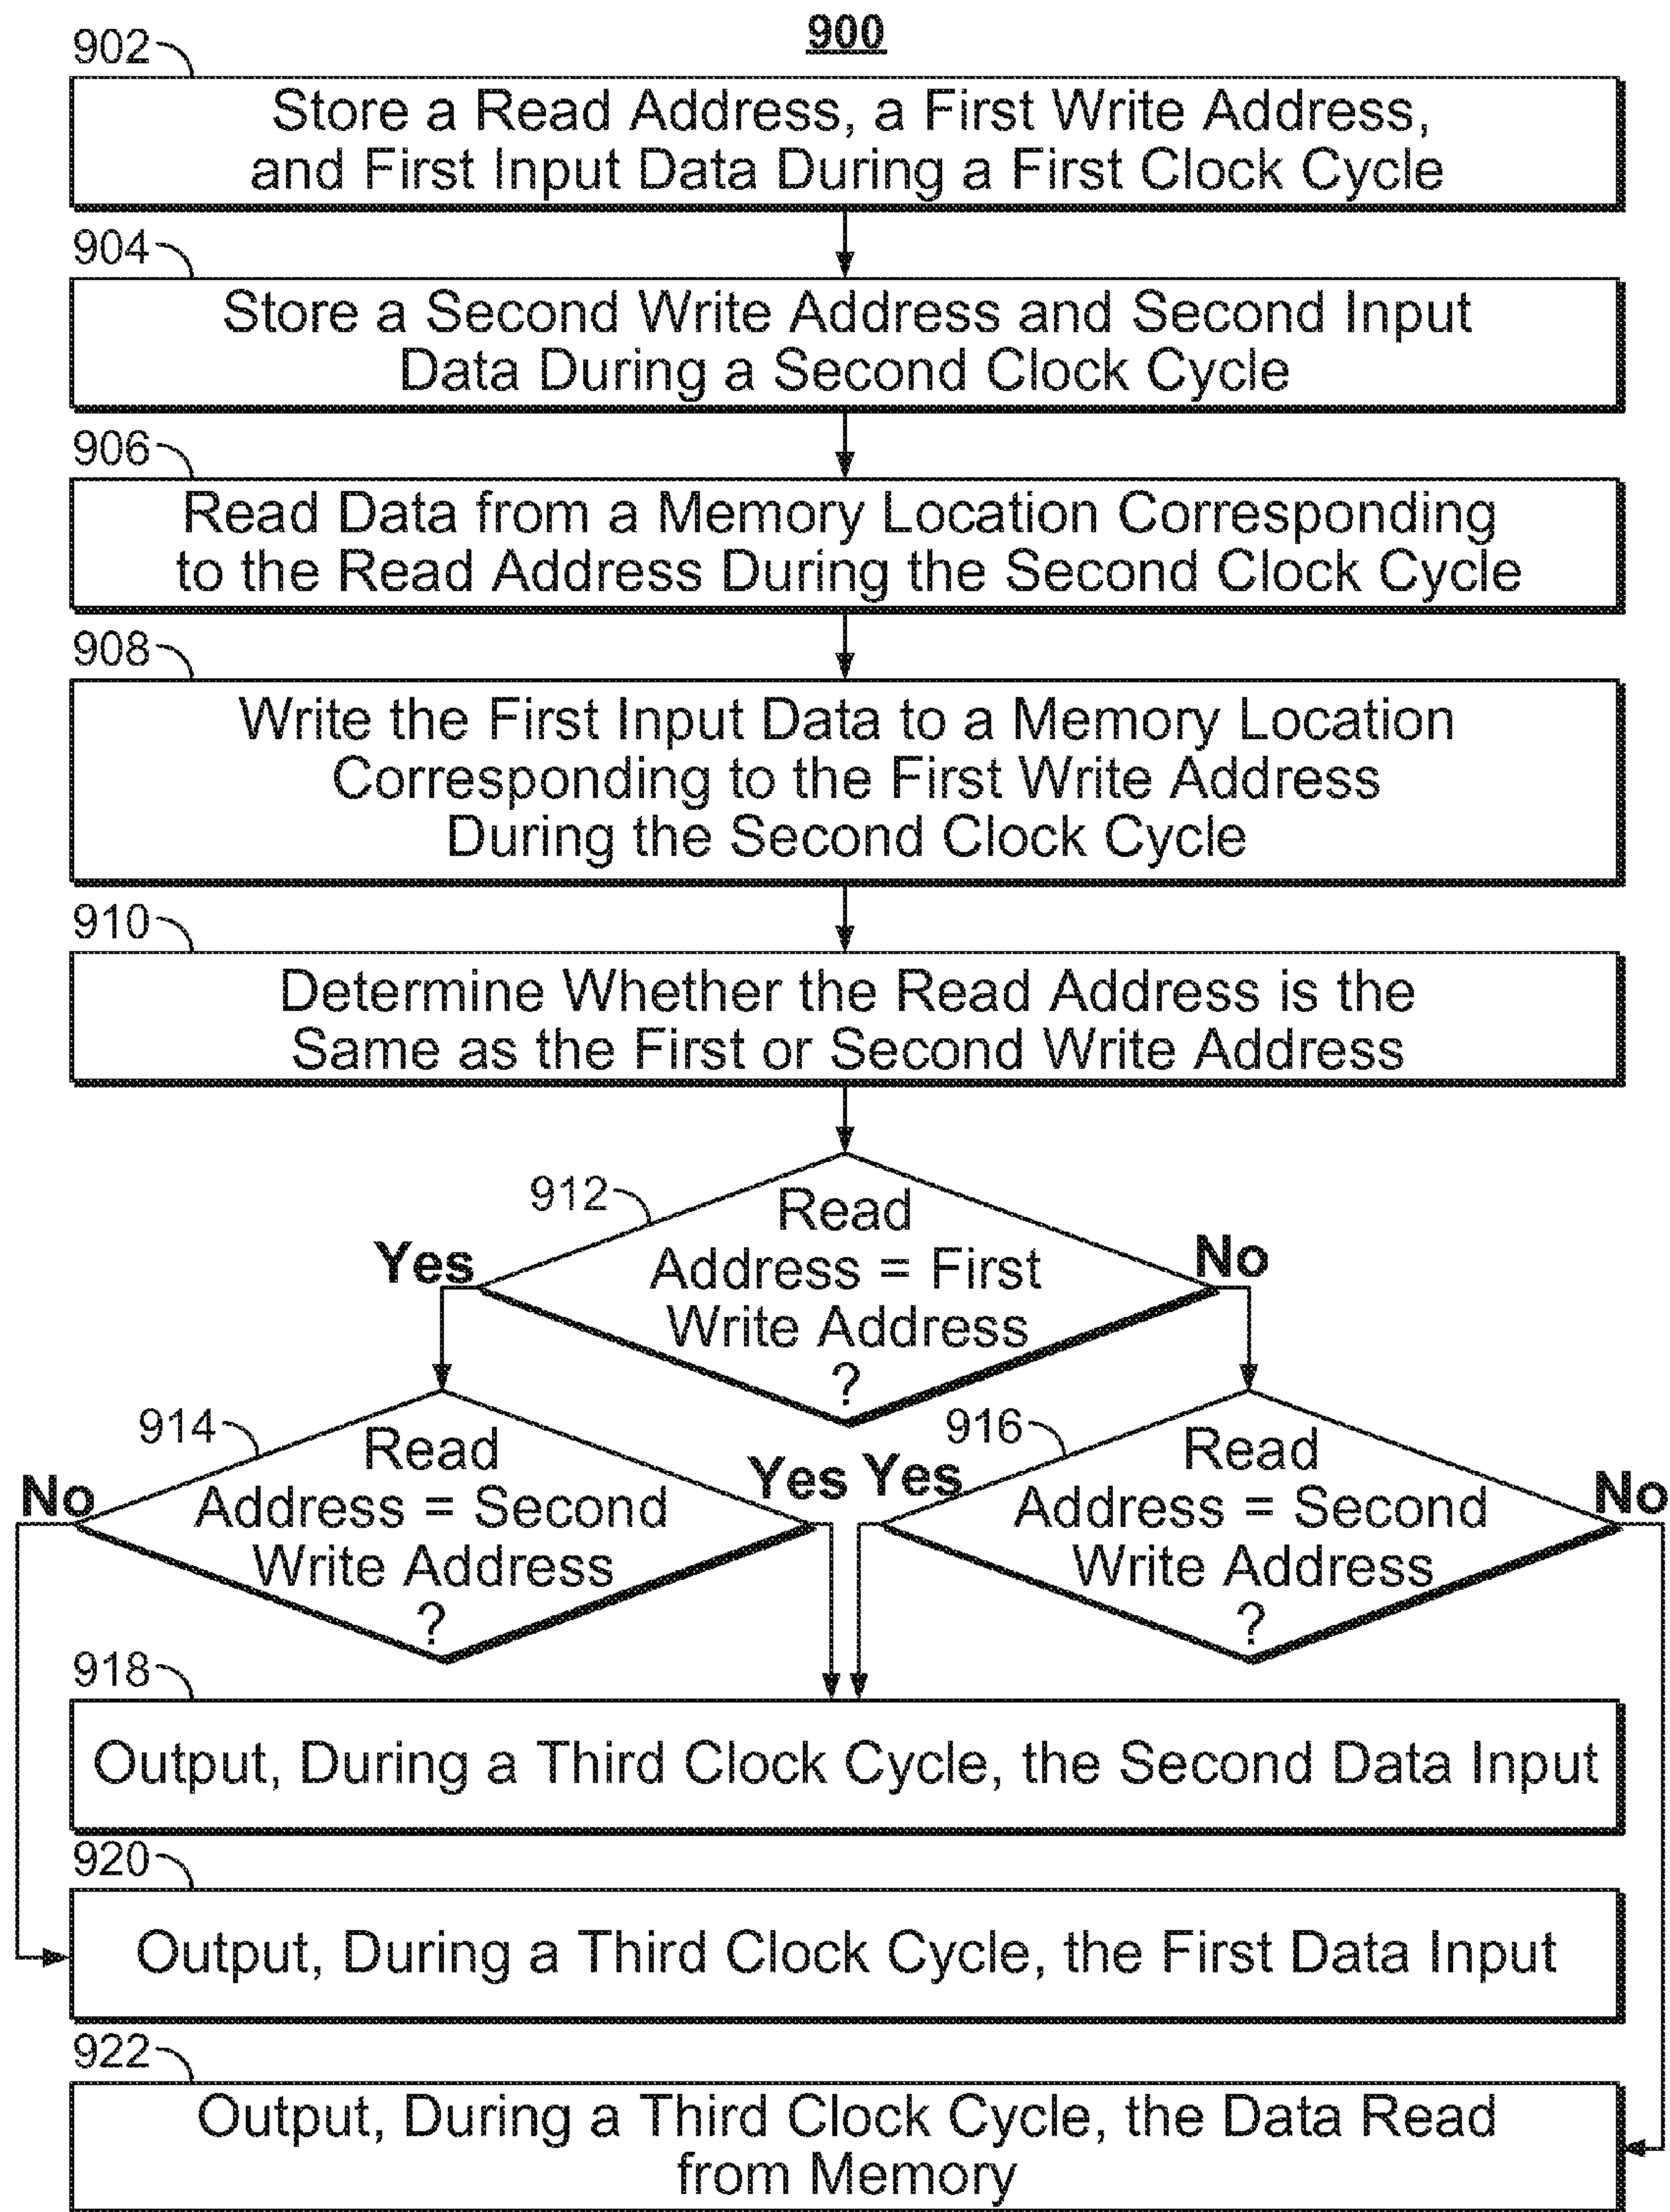 900
902
Store a Read Address, a First Write Address,
and First Input Data During a First Clock Cycle
904
Store a Second Write Address and Second Input
Data During a Second Clock Cycle
906
Read Data from a Memory Location Corresponding
to the Read Address During the Second Clock Cycle
908
Write the First Input Data to a Memory Location
Corresponding to the First Write Address
During the Second Clock Cycle
910
Determine Whether the Read Address is the
Same as the First or Second Write Address
912
Read
Address = First
Write Address
?
Yes
No
914
Read
Address = Second
Write Address
?
No
Yes
916
Read
Address = Second
Write Address
?
Yes
No
918
Output, During a Third Clock Cycle, the Second Data Input
920
Output, During a Third Clock Cycle, the First Data Input
922
Output, During a Third Clock Cycle, the Data Read
from Memory